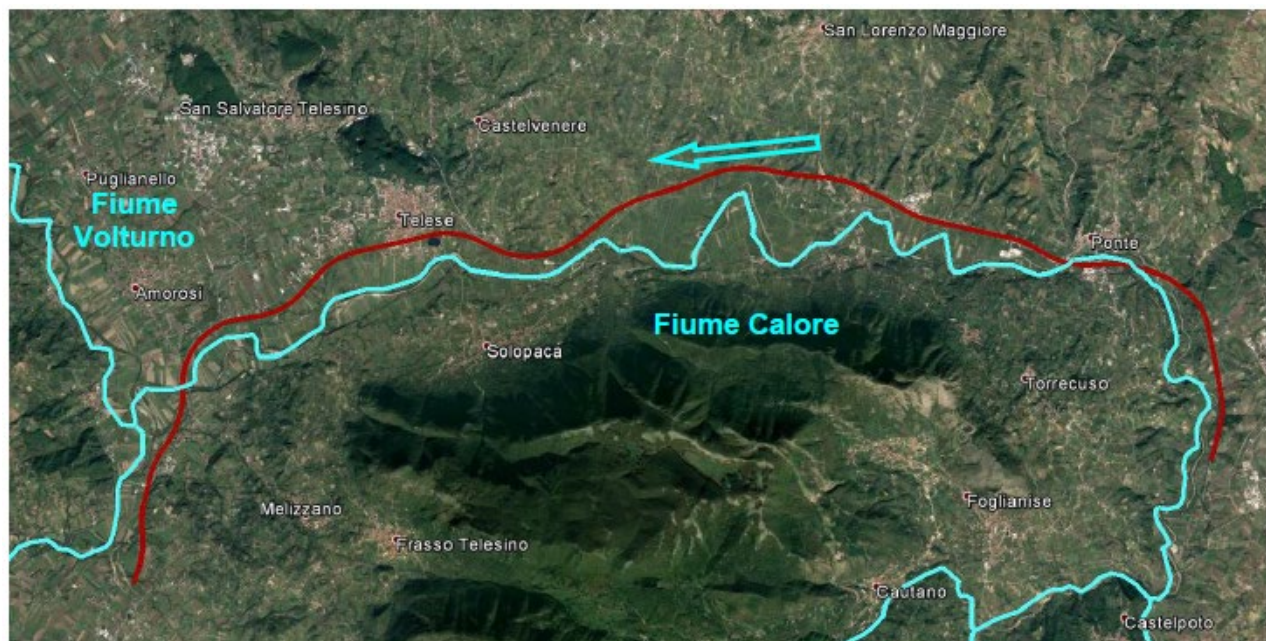 San Lorenzo Maggiore
San Salvatore Telesino
Castelvenere
Puglianello
Fiume
Volturno
Telese
Ponte
Amorosi
Fiume Calore
Solopaca
Torrecuso
Melizzano
Foglianise
Frasso Telesino
Cautano
Castelpoto